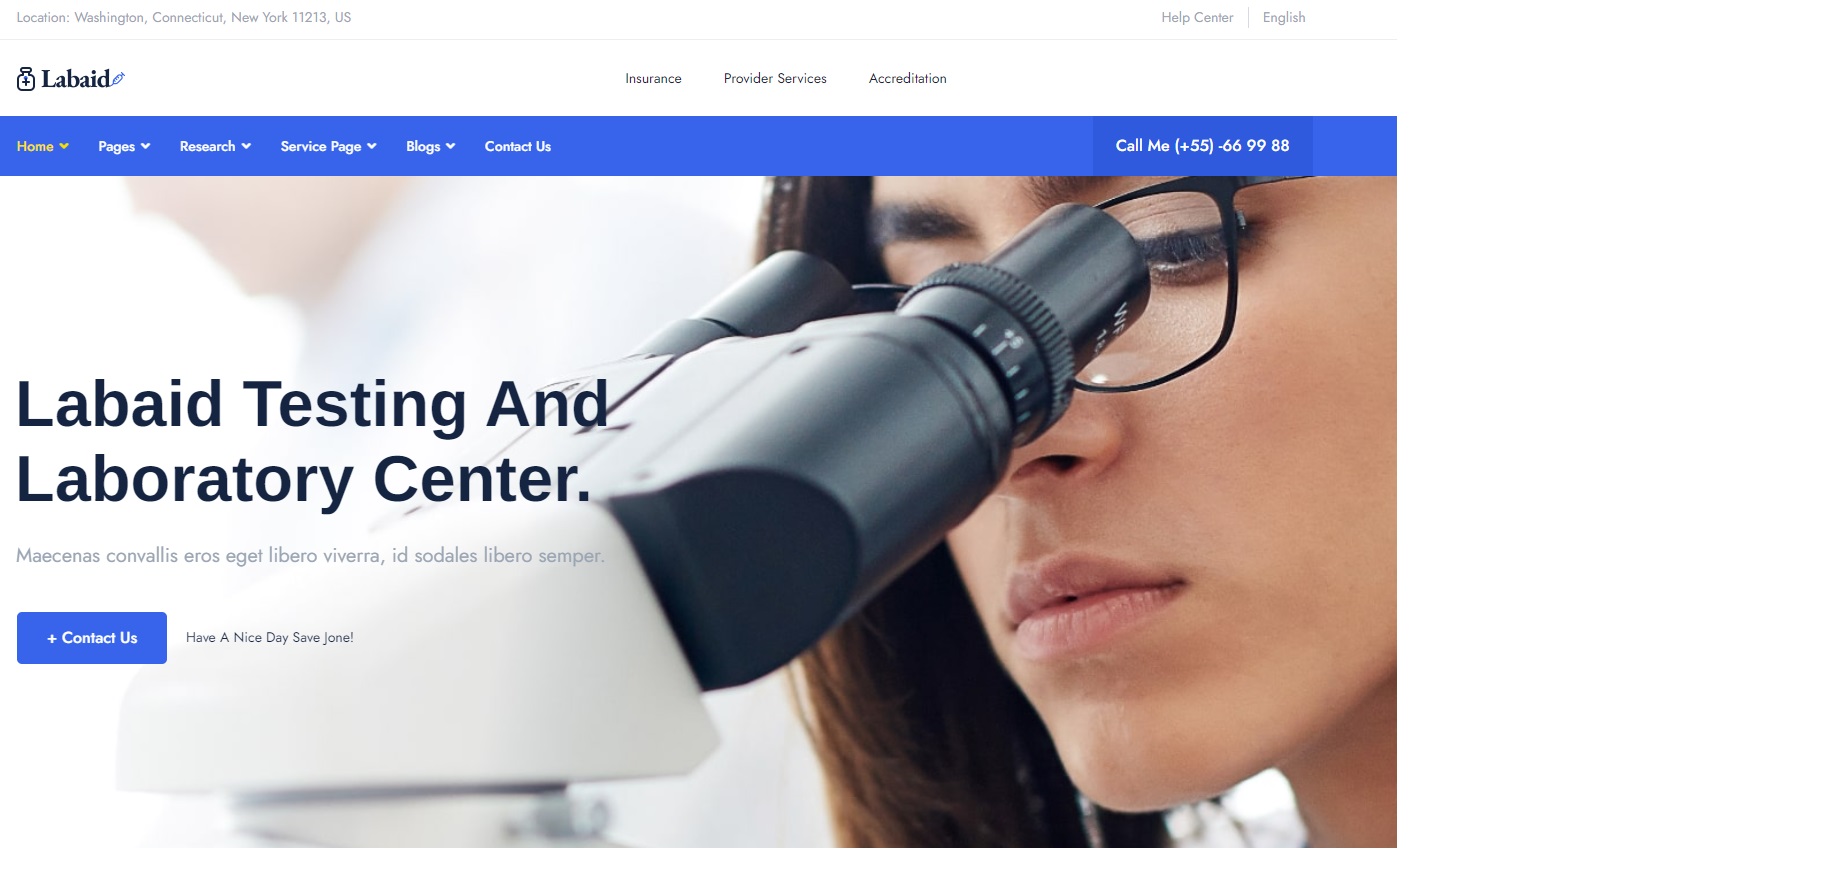 Location: Washington, Connecticut, New York 11213, US
Help Center
English
Labaid
Insurance
Provider Services
Accreditation
Home
Pages
Research
Service Page
Blogs
Contact Us
Call Me (+55) -66 99 88
Labaid Testing And
Laboratory Center.
Maecenas convallis eros eget libero viverra, id sodales libero semper.
+ Contact Us
Have A Nice Day Save Jone!